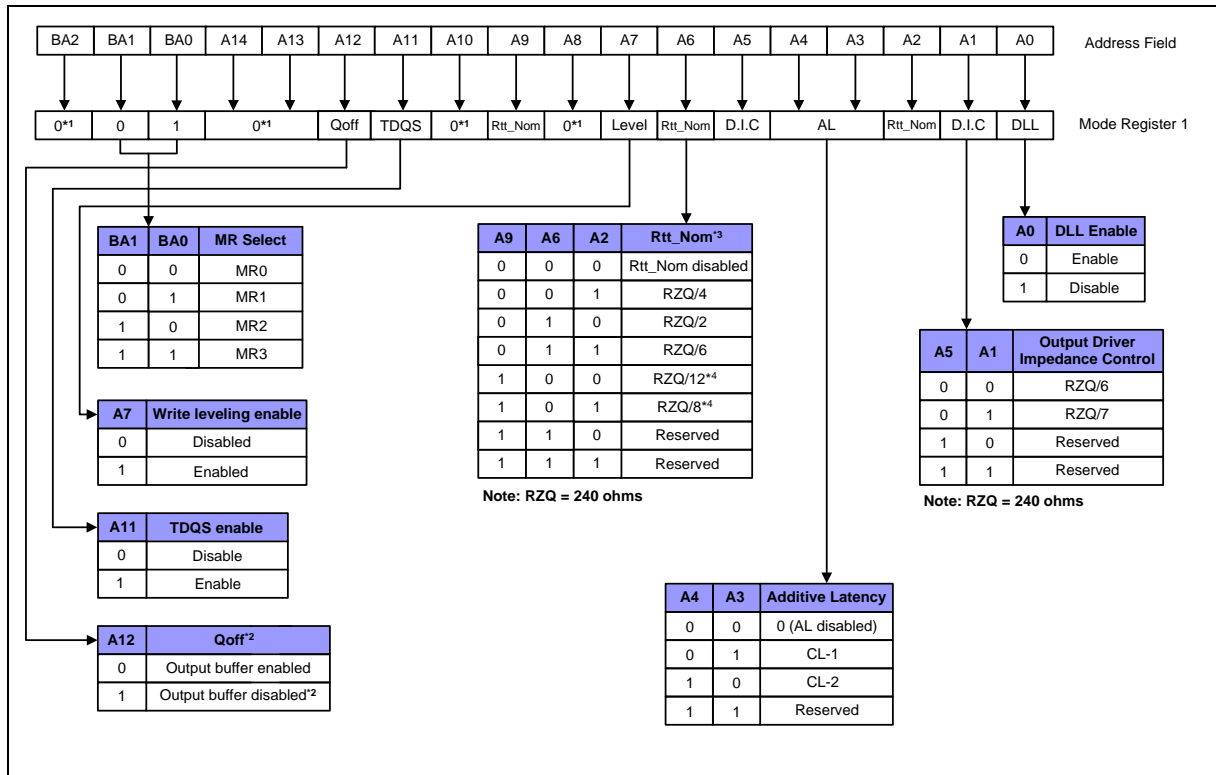 BA2 BA1 BA0 A14 A13 A12 A11 A10 A9 A8 A7 A6 A5 A4 A3 A2 A1 A0 Address Field
0*1 0 1 0*1 Qoff TDQS 0*1 Rtt_Nom 0*1 Level Rtt_Nom D.I.C AL Rtt_Nom D.I.C DLL Mode Register 1
BA1 BA0 MR Select
0 0 MR0
0 1 MR1
1 0 MR2
1 1 MR3
A7 Write leveling enable
0 Disabled
1 Enabled
A11 TDQS enable
0 Disable
1 Enable
A12 Qoff*2
0 Output buffer enabled
1 Output buffer disabled*2
A9 A6 A2 Rtt_Nom*3
0 0 0 Rtt_Nom disabled
0 0 1 RZQ/4
0 1 0 RZQ/2
0 1 1 RZQ/6
1 0 0 RZQ/12*4
1 0 1 RZQ/8*4
1 1 0 Reserved
1 1 1 Reserved
Note: RZQ = 240 ohms
A4 A3 Additive Latency
0 0 0 (AL disabled)
0 1 CL-1
1 0 CL-2
1 1 Reserved
A0 DLL Enable
0 Enable
1 Disable
A5 A1 Output Driver
Impedance Control
0 0 RZQ/6
0 1 RZQ/7
1 0 Reserved
1 1 Reserved
Note: RZQ = 240 ohms